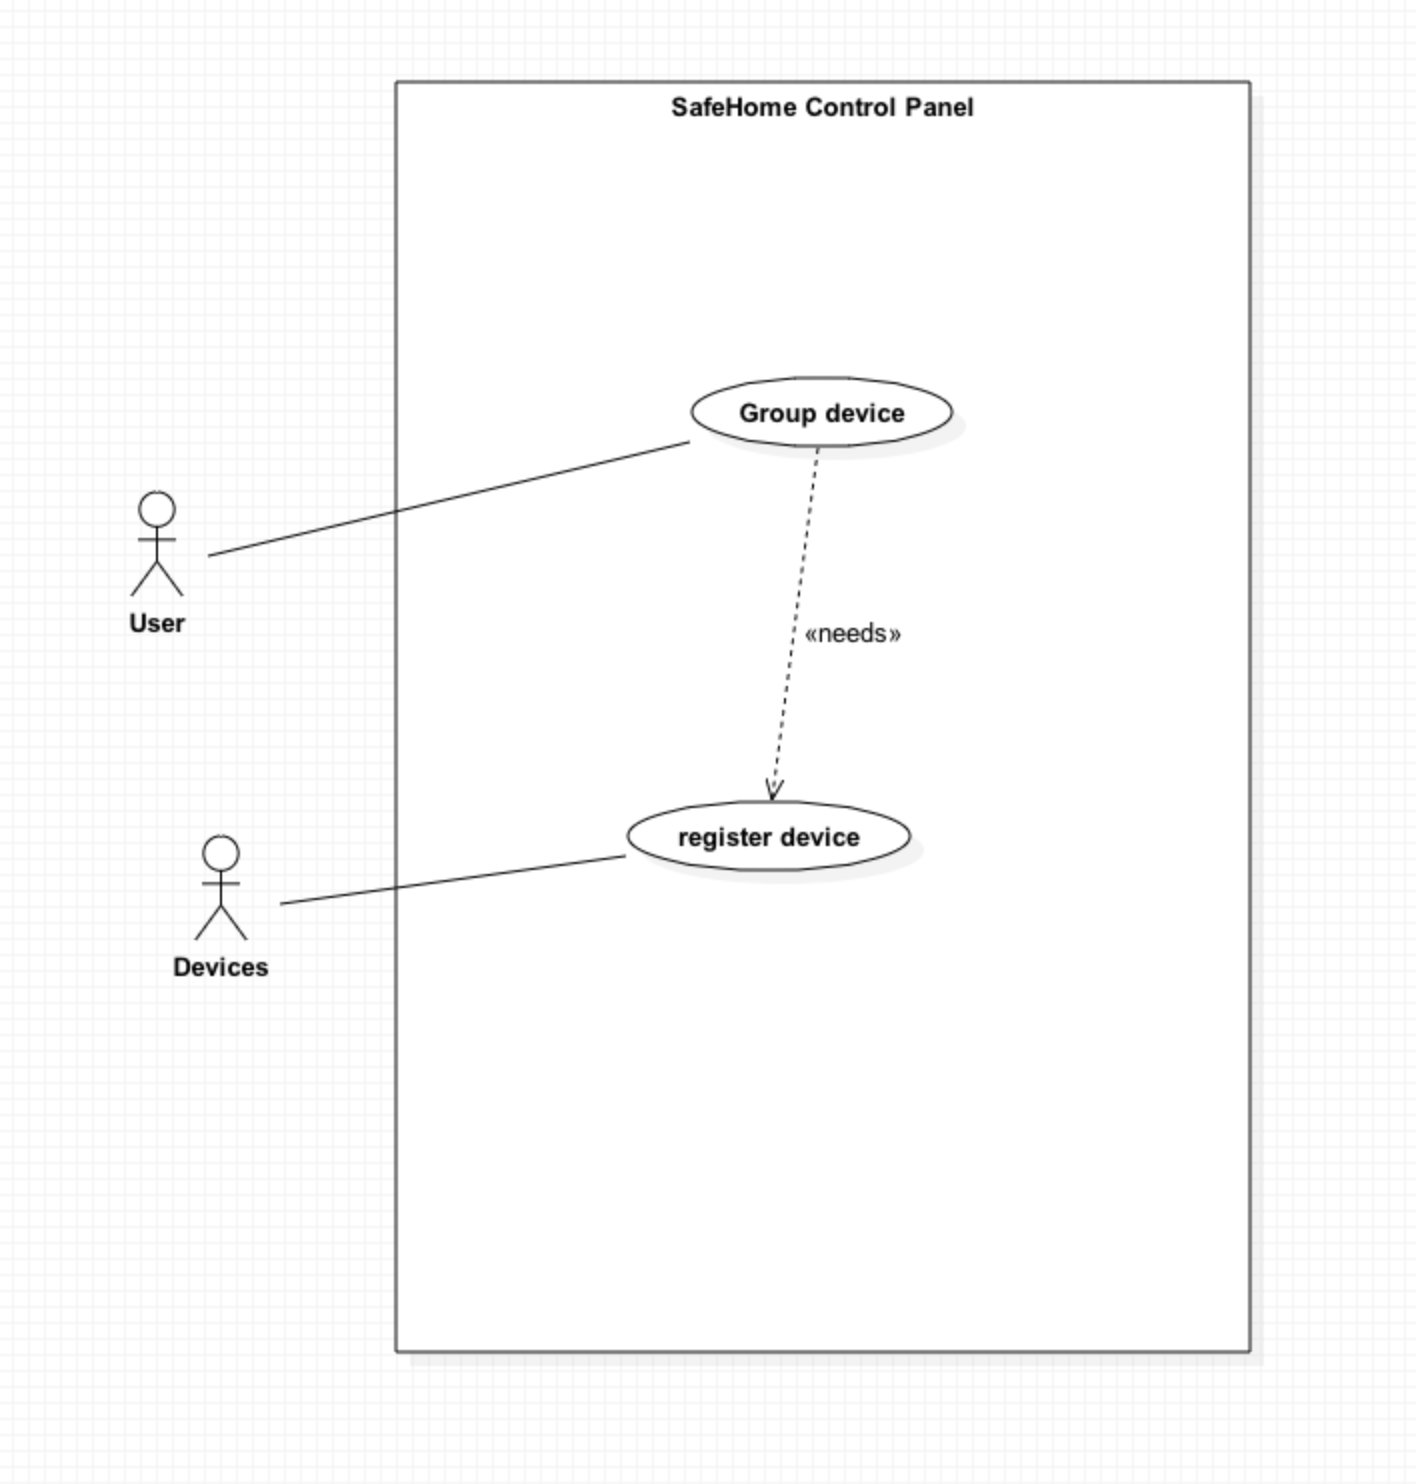 SafeHome Control Panel
Group device
User
«needs»
register device
Devices